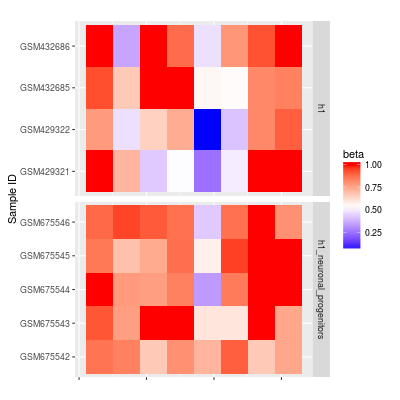 GSM432686
GSM432685
GSM429322
GSM429321
h1
GSM675546
GSM675545
GSM675544
GSM675543
GSM675542
h1_neuronal_progenitors
Sample ID
beta
1.00
0.75
0.50
0.25